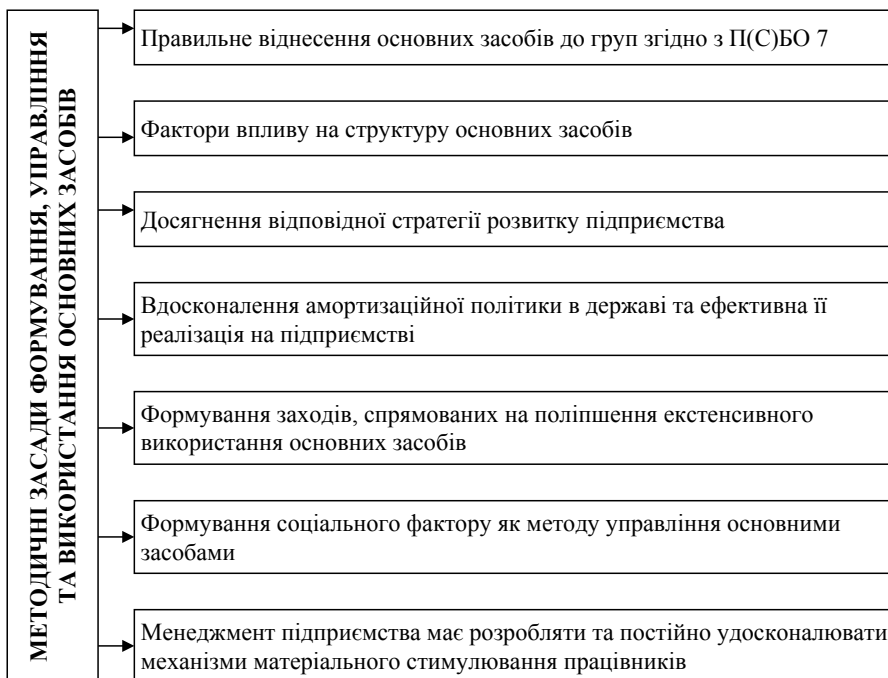 МЕТОДИЧНІ ЗАСАДИ ФОРМУВАННЯ, УПРАВЛІННЯ
ТА ВИКОРИСТАННЯ ОСНОВНИХ ЗАСОБІВ
Правильне віднесення основних засобів до груп згідно з П(С)БО 7
Фактори впливу на структуру основних засобів
Досягнення відповідної стратегії розвитку підприємства
Вдосконалення амортизаційної політики в державі та ефективна її
реалізація на підприємстві
Формування заходів, спрямованих на поліпшення екстенсивного
використання основних засобів
Формування соціального фактору як методу управління основними
засобами
Менеджмент підприємства має розробляти та постійно удосконалювати
механізми матеріального стимулювання працівників